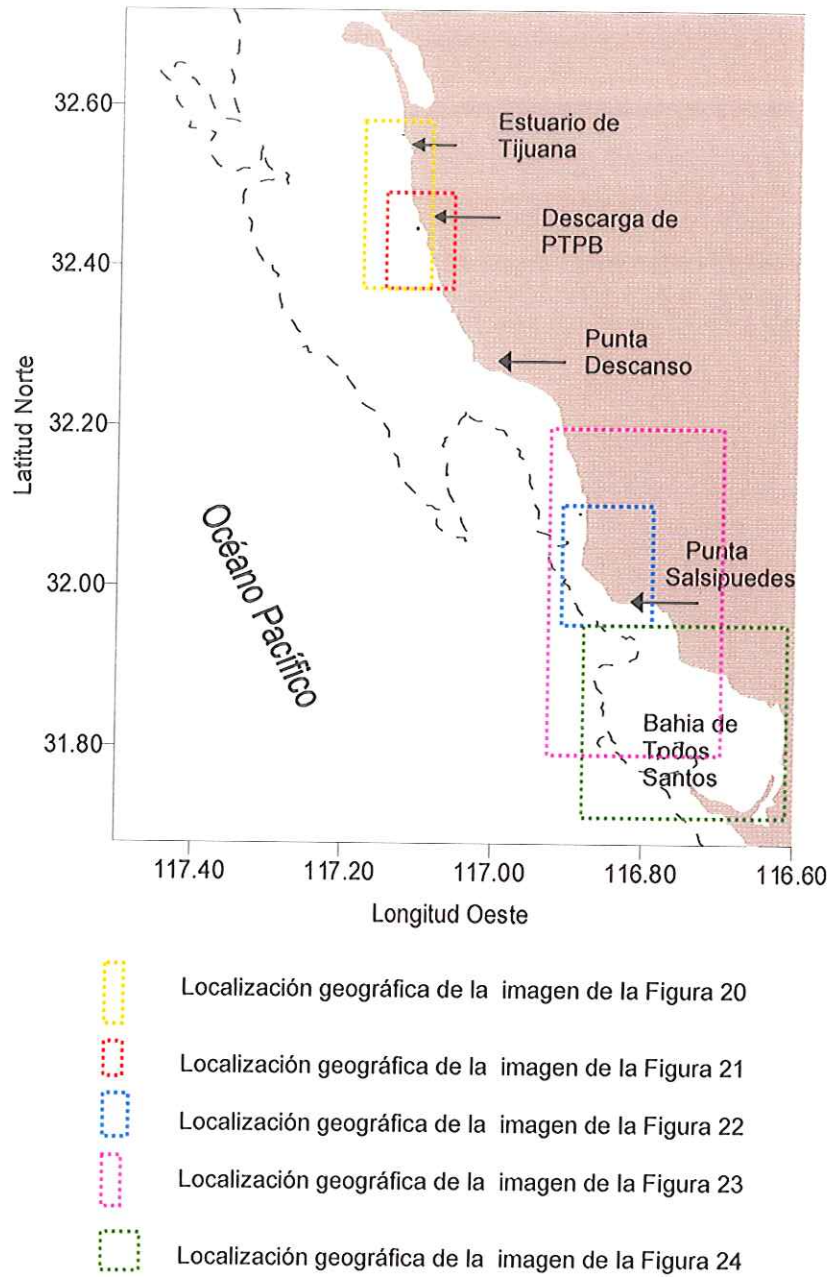 32.60
32.40
32.20
32.00
31.80
Latitud Norte
Estuario de
Tijuana
Descarga de
PTPB
Punta
Descanso
Océano Pacífico
Punta
Salsipuedes
Bahia de
Todos
Santos
117.40
117.20
117.00
116.80
116.60
Longitud Oeste
Localización geográfica de la imagen de la Figura 20
Localización geográfica de la imagen de la Figura 21
Localización geográfica de la imagen de la Figura 22
Localización geográfica de la imagen de la Figura 23
Localización geográfica de la imagen de la Figura 24